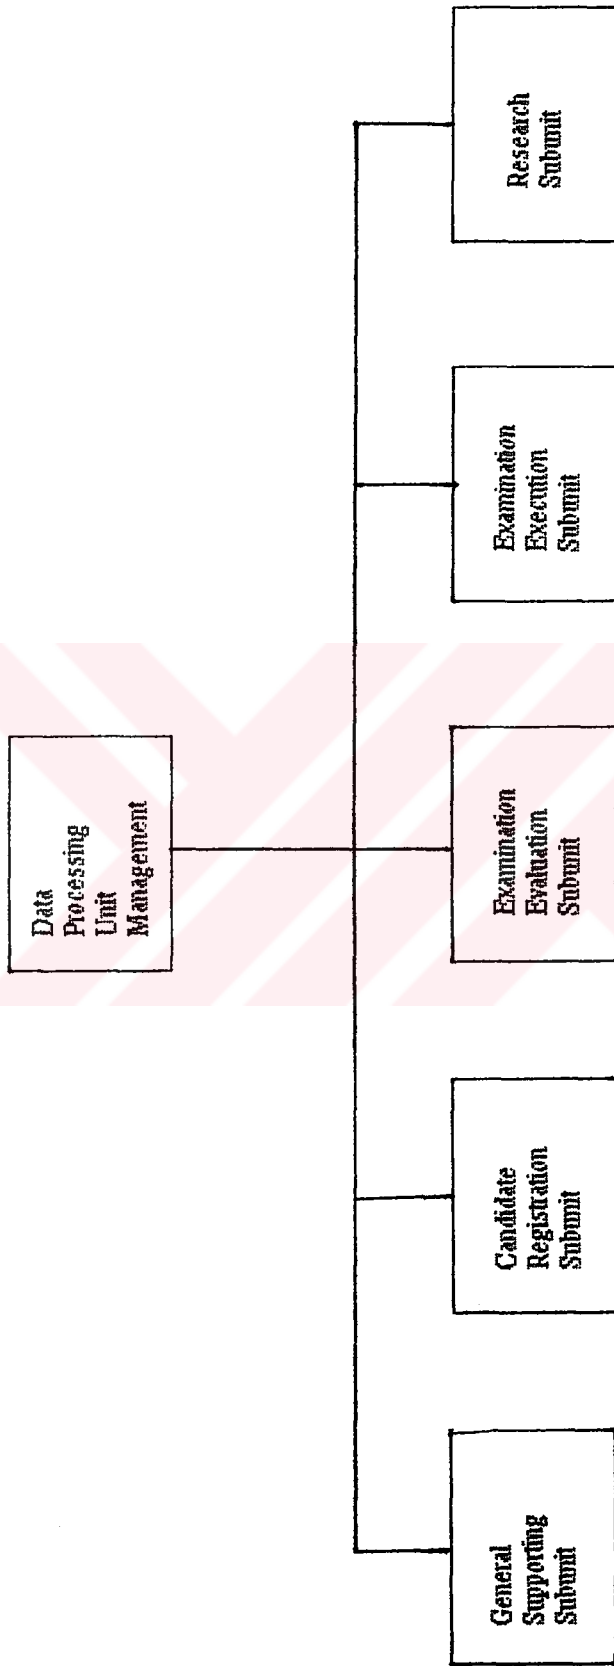 Data
Processing
Unit
Management
General
Supporting
Subunit
Candidate
Registration
Subunit
Examination
Evaluation
Subunit
Examination
Execution
Subunit
Research
Subunit